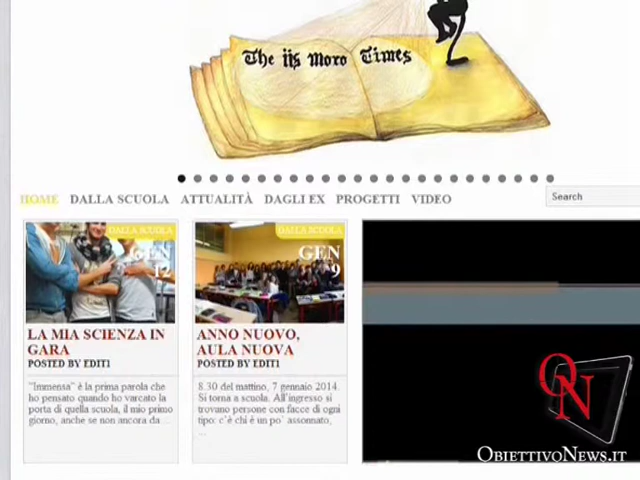 The iis Moro Times
HOME DALLA SCUOLA ATTUALITÀ DAGLI EX PROGETTI VIDEO
Search
DALLA SCUOLA
GEN
12
LA MIA SCIENZA IN
GARA
POSTED BY EDIT1
"Immensa" è la prima parola che
ho pensato quando ho varcato la
porta di quella scuola, il mio primo
giorno, anche se non ancora da ...
DALLA SCUOLA
GEN
9
ANNO NUOVO,
AULA NUOVA
POSTED BY EDIT1
8.30 del mattino, 7 gennaio 2014.
Si torna a scuola. All'ingresso si
trovano persone con facce di ogni
tipo: c'è chi è un po' assonnato,
...
ON
OBIETTIVONEWS.IT